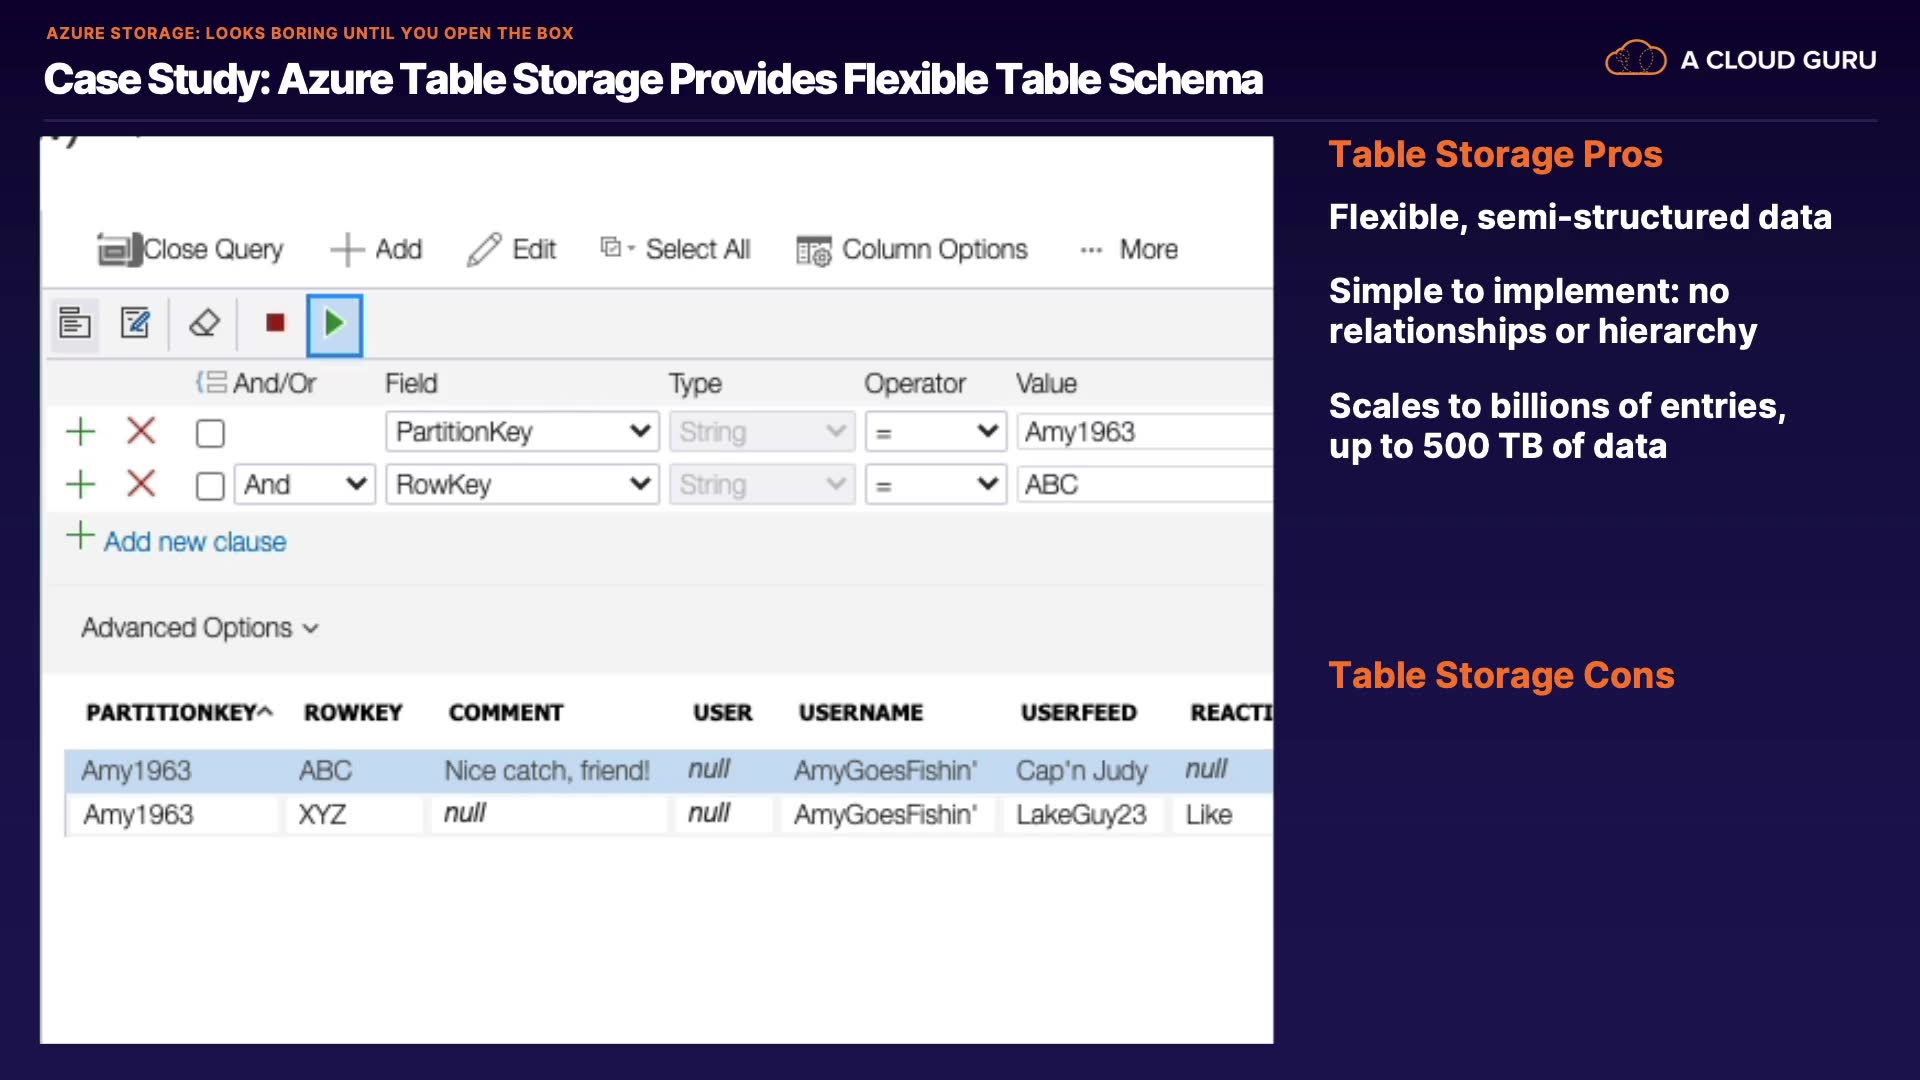 AZURE STORAGE: LOOKS BORING UNTIL YOU OPEN THE BOX
Case Study: Azure Table Storage Provides Flexible Table Schema
A CLOUD GURU
Close Query Add Edit Select All Column Options ... More
And/Or Field Type Operator Value
PartitionKey String = Amy1963
And RowKey String = ABC
Add new clause
Advanced Options
PARTITIONKEY ROWKEY COMMENT USER USERNAME USERFEED REACTI
Amy1963 ABC Nice catch, friend! null AmyGoesFishin' Cap'n Judy null
Amy1963 XYZ null null AmyGoesFishin' LakeGuy23 Like
Table Storage Pros
Flexible, semi-structured data
Simple to implement: no
relationships or hierarchy
Scales to billions of entries,
up to 500 TB of data
Table Storage Cons